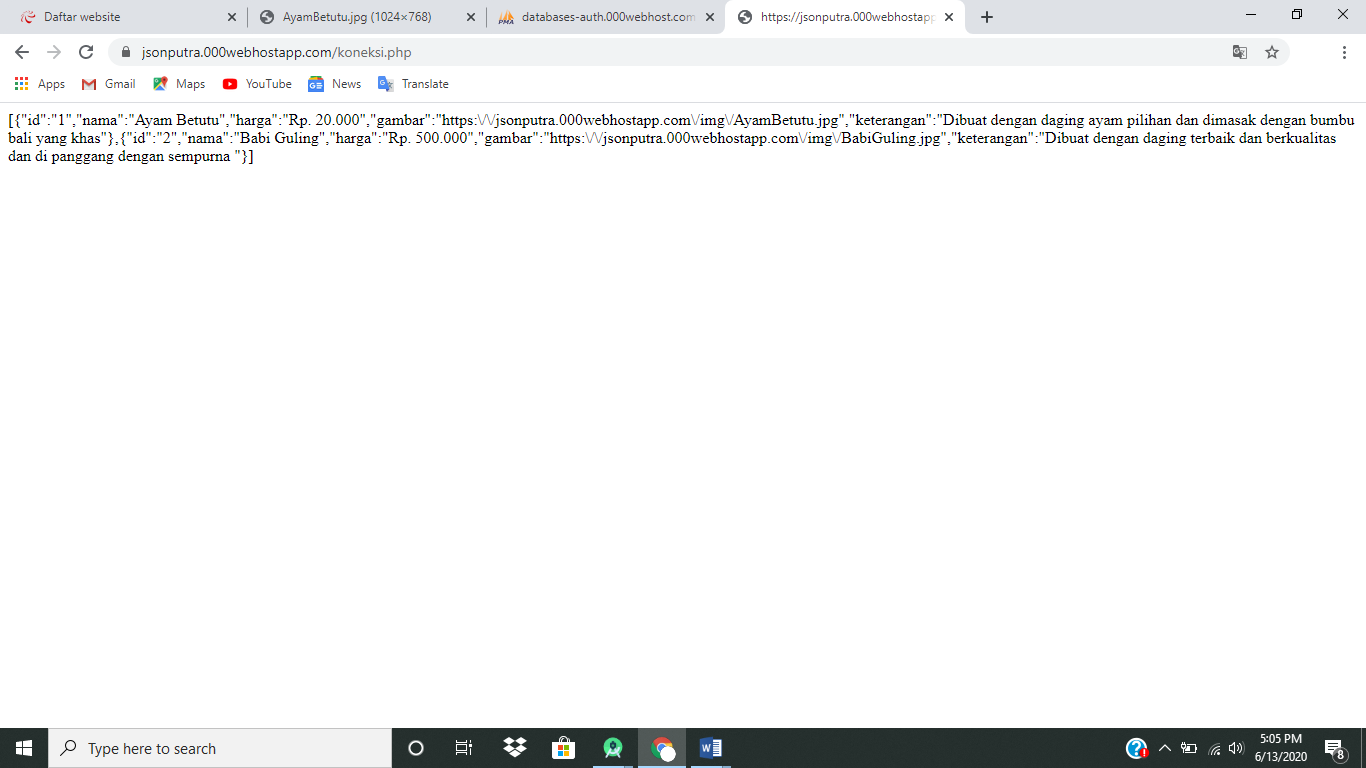 Daftar website
AyamBetutu.jpg (1024×768)
databases-auth.000webhost.com
https://jsonputra.000webhostapp
jsonputra.000webhostapp.com/koneksi.php
Apps Gmail Maps YouTube News Translate
[{"id":"1","nama":"Ayam Betutu","harga":"Rp. 20.000","gambar":"https:\/\/jsonputra.000webhostapp.com\/img\/AyamBetutu.jpg","keterangan":"Dibuat dengan daging ayam pilihan dan dimasak dengan bumbu
bali yang khas"},{"id":"2","nama":"Babi Guling","harga":"Rp. 500.000","gambar":"https:\/\/jsonputra.000webhostapp.com\/img\/BabiGuling.jpg","keterangan":"Dibuat dengan daging terbaik dan berkualitas
dan di panggang dengan sempurna "}]
Type here to search
5:05 PM
6/13/2020
8